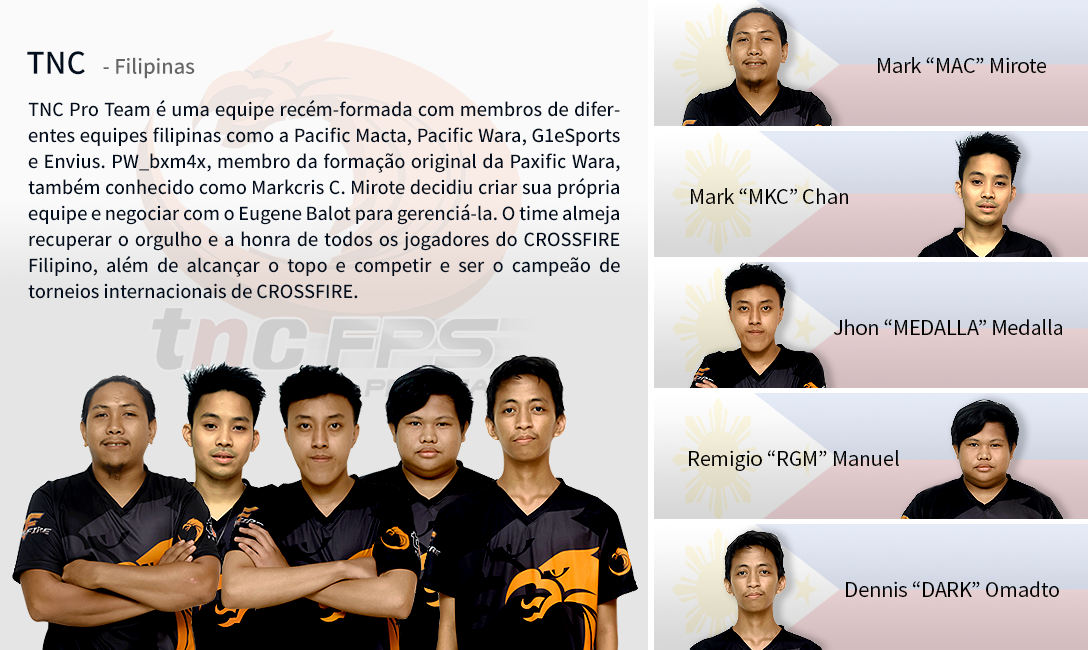 TNC - Filipinas
TNC Pro Team é uma equipe recém-formada com membros de difer-
entes equipes filipinas como a Pacific Macta, Pacific Wara, G1eSports
e Envius. PW_bxm4x, membro da formação original da Paxific Wara,
também conhecido como Markcris C. Mirote decidiu criar sua própria
equipe e negociar com o Eugene Balot para gerenciá-la. O time almeja
recuperar o orgulho e a honra de todos os jogadores do CROSSFIRE
Filipino, além de alcançar o topo e competir e ser o campeão de
torneios internacionais de CROSSFIRE.
tnc FPS
Mark “MAC” Mirote
Mark “MKC” Chan
Jhon “MEDALLA” Medalla
Remigio “RGM” Manuel
Dennis “DARK” Omadto